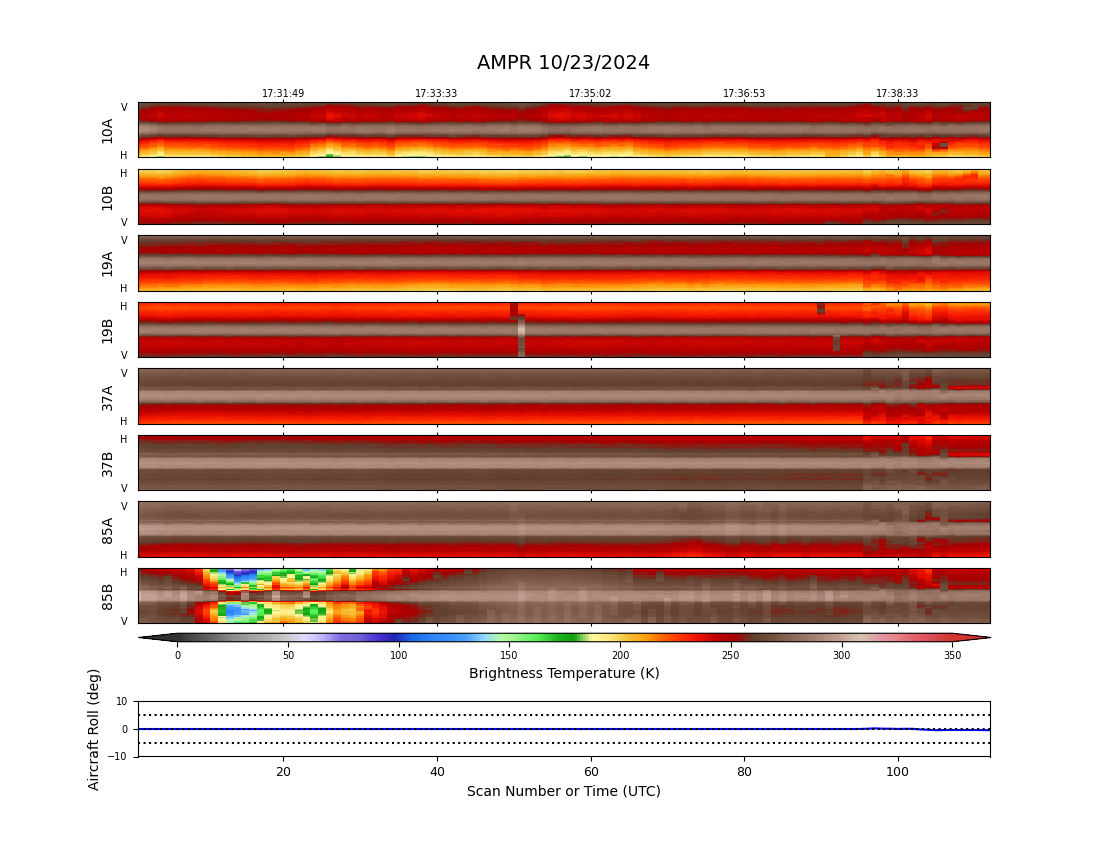 AMPR 10/23/2024
17:31:49 17:33:33 17:35:02 17:36:53 17:38:33
V
10A
H
H
10B
V
V
19A
H
H
19B
V
V
37A
H
H
37B
V
V
85A
H
H
85B
V
0 50 100 150 200 250 300 350
Brightness Temperature (K)
Aircraft Roll (deg)
10
0
−10
20 40 60 80 100
Scan Number or Time (UTC)